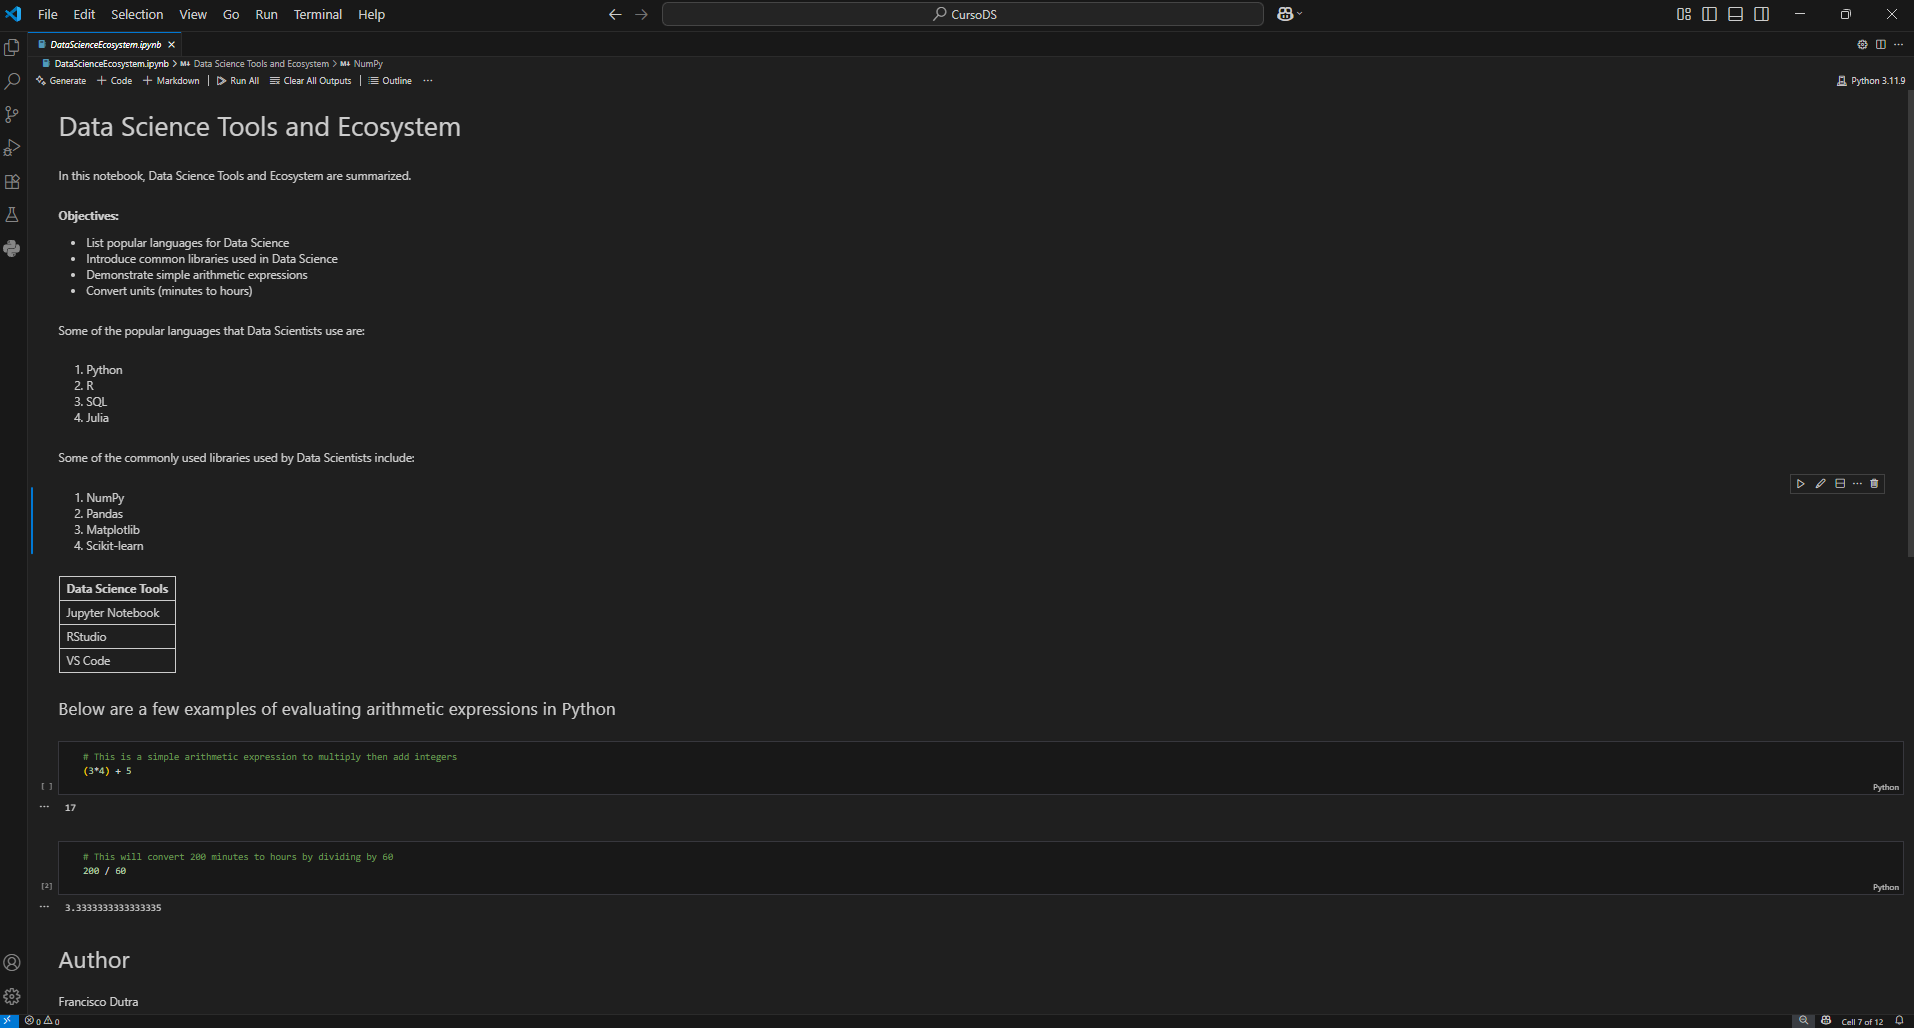 File Edit Selection View Go Run Terminal Help
CursoDS
DataScienceEcosystem.ipynb
DataScienceEcosystem.ipynb > M↓ Data Science Tools and Ecosystem > M↓ NumPy
Generate + Code + Markdown | Run All Clear All Outputs | Outline ...
Python 3.11.9
Data Science Tools and Ecosystem
In this notebook, Data Science Tools and Ecosystem are summarized.
Objectives:
• List popular languages for Data Science
• Introduce common libraries used in Data Science
• Demonstrate simple arithmetic expressions
• Convert units (minutes to hours)
Some of the popular languages that Data Scientists use are:
1. Python
2. R
3. SQL
4. Julia
Some of the commonly used libraries used by Data Scientists include:
1. NumPy
2. Pandas
3. Matplotlib
4. Scikit-learn
Data Science Tools
Jupyter Notebook
RStudio
VS Code
Below are a few examples of evaluating arithmetic expressions in Python
# This is a simple arithmetic expression to multiply then add integers
(3*4) + 5
[ ]
Python
... 17
# This will convert 200 minutes to hours by dividing by 60
200 / 60
[2]
Python
... 3.3333333333333335
Author
Francisco Dutra
0 0
Cell 7 of 12